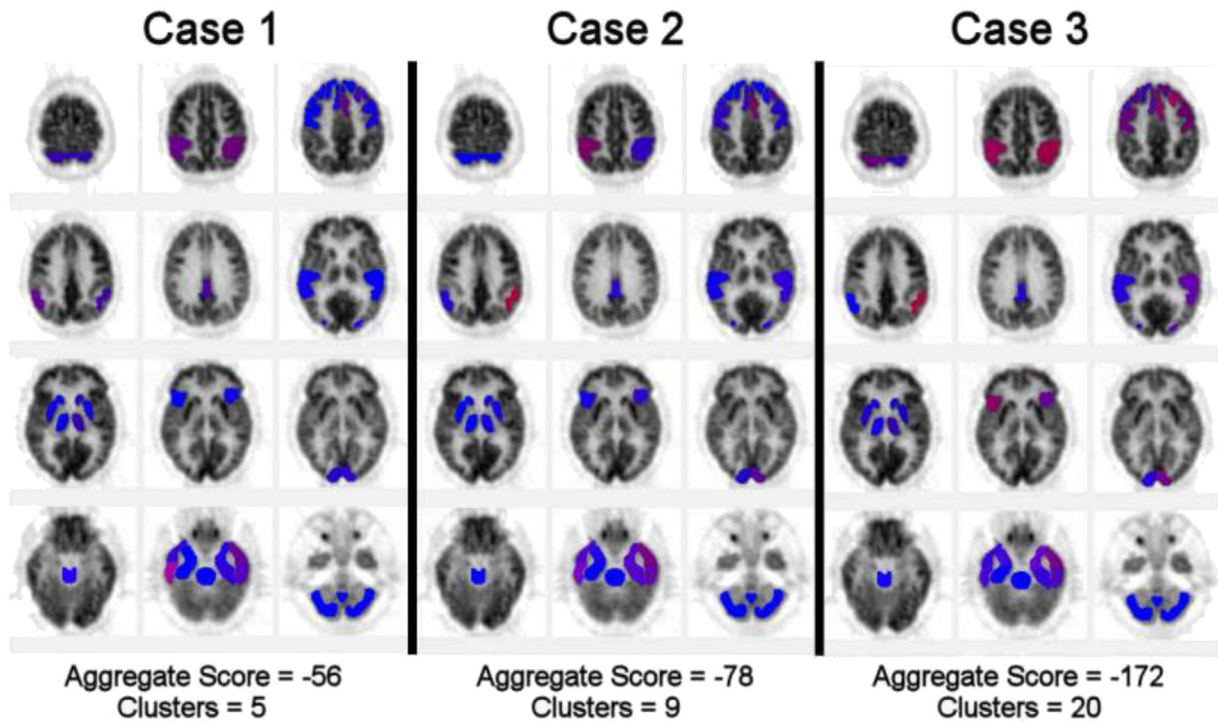 Case 1
Case 2
Case 3
Aggregate Score = -56
Clusters = 5
Aggregate Score = -78
Clusters = 9
Aggregate Score = -172
Clusters = 20